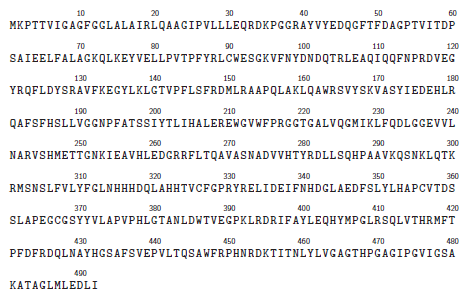 10 20 30 40 50 60
MKPTTVIGAGFGGLALAIRLQAAGIPVLLLEQRDKPGGRAYVYEDQGFTFDAGPTVITDP
70 80 90 100 110 120
SAIEELFALAGKQLKEYVELLPVTPFYRLCWESGKVFNYDNDQTRLEAQIQQFNPRDVEG
130 140 150 160 170 180
YRQFLDYSRAVFKEGYLKLGTVPFLSFRDMLRAAPQLAKLQAWRSVYSKVASYIEDEHLR
190 200 210 220 230 240
QAFSFHSLLVGGNPFATSSIYTLIHALEREWGVWFPRGGTGALVQGMIKLFQDLGGEVVL
250 260 270 280 290 300
NARVSHMETTGNKIEAVHLEDGRRFLTQAVASNADVVHTYRDLLSQHPAAVKQSNKLQTK
310 320 330 340 350 360
RMSNSLFVLYFGLNHHHDQLAHHTVCFGPRYRELIDEIFNHDGLAEDFSLYLHAPCVTDS
370 380 390 400 410 420
SLAPEGCGSYYVLAPVPHLGTANLDWTVEGPKLRDRIFAYLEQHYMPGLRSQLVTHRMFT
430 440 450 460 470 480
PFDFRDQLNAYHGSAFSVEPVLTQSAWFRPHNRDKTITNLYLVGAGTHPGAGIPGVIGSA
490
KATAGLMLEDLI